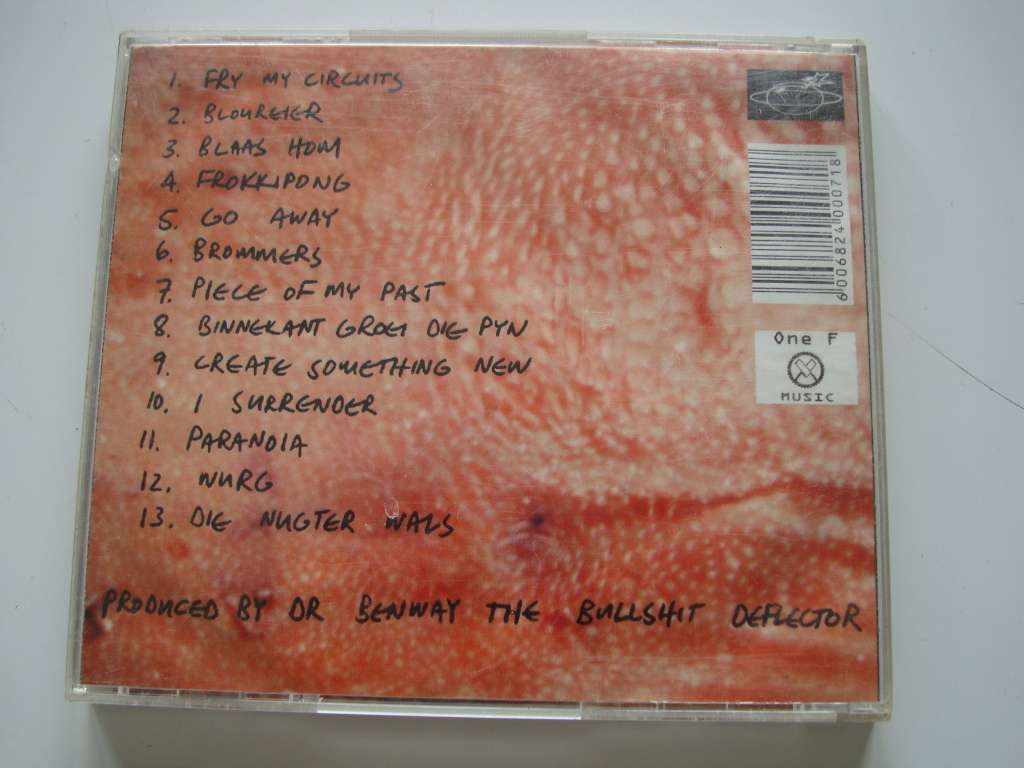 1. FRY MY CIRCUITS
2. BLOUREIER
3. BLAAS HOM
4. FROKKIPONG
5. GO AWAY
6. BROMMERS
7. PIECE OF MY PAST
8. BINNEKANT GROEI DIE PYN
9. CREATE SOMETHING NEW
10. I SURRENDER
11. PARANOIA
12. NURG
13. DIE NUGTER WALS
PRODUCED BY DR BENWAY THE BULLSHIT DEFLECTOR
6006824000718
One F
MUSIC